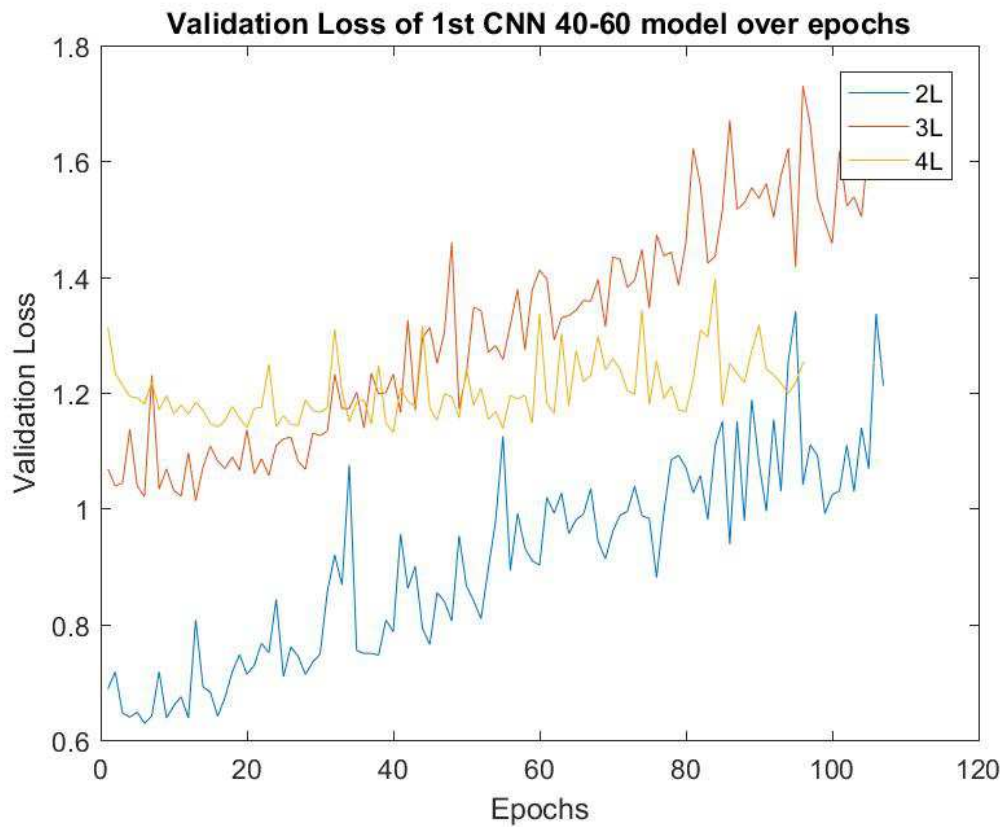 Validation Loss of 1st CNN 40-60 model over epochs
1.8
1.6
1.4
1.2
1
0.8
0.6
Validation Loss
0 20 40 60 80 100 120
Epochs
2L
3L
4L